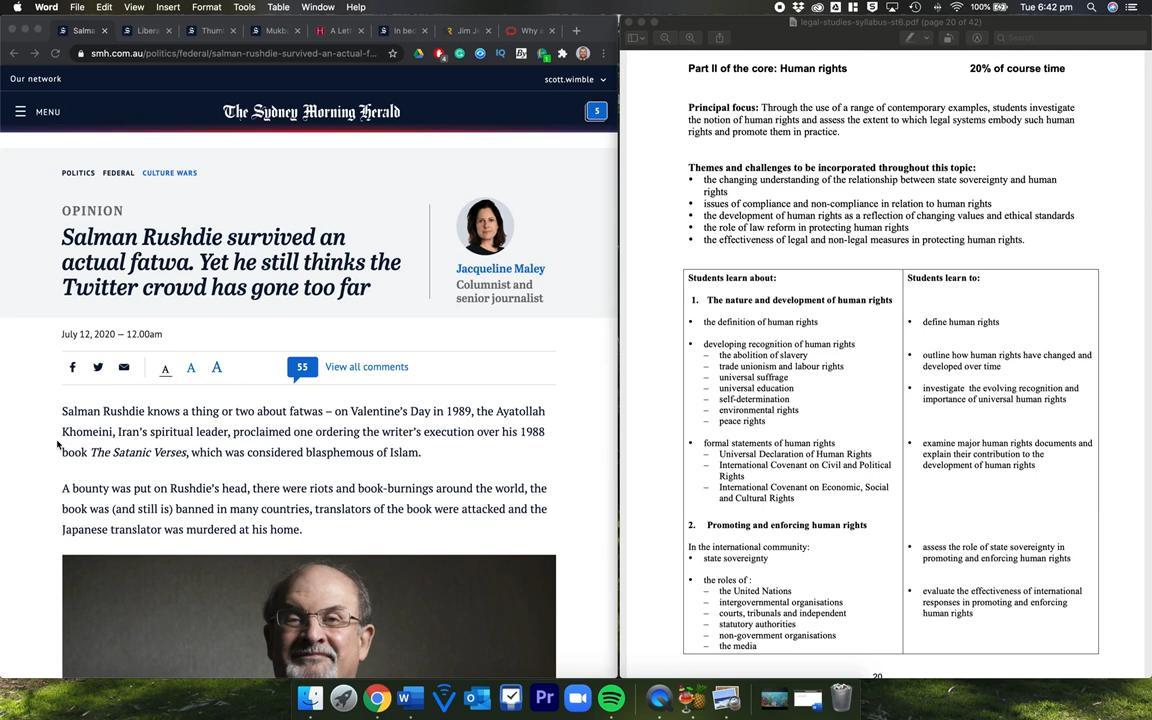 Word File Edit View Insert Format Tools Table Window Help
100% Tue 6:42 pm
Salma
Libera
Thumb
Mukba
A Lett
In bed
Jim Je
Why a
smh.com.au/politics/federal/salman-rushdie-survived-an-actual-f...
Our network
scott.wimble
MENU
The Sydney Morning Herald
5
POLITICS FEDERAL CULTURE WARS
OPINION
Salman Rushdie survived an
actual fatwa. Yet he still thinks the
Twitter crowd has gone too far
Jacqueline Maley
Columnist and
senior journalist
July 12, 2020 — 12.00am
A A A
55 View all comments
Salman Rushdie knows a thing or two about fatwas – on Valentine's Day in 1989, the Ayatollah
Khomeini, Iran's spiritual leader, proclaimed one ordering the writer's execution over his 1988
book The Satanic Verses, which was considered blasphemous of Islam.
A bounty was put on Rushdie's head, there were riots and book-burnings around the world, the
book was (and still is) banned in many countries, translators of the book were attacked and the
Japanese translator was murdered at his home.
legal-studies-syllabus-st6.pdf (page 20 of 42)
Search
Part II of the core: Human rights 20% of course time
Principal focus: Through the use of a range of contemporary examples, students investigate
the notion of human rights and assess the extent to which legal systems embody such human
rights and promote them in practice.
Themes and challenges to be incorporated throughout this topic:
• the changing understanding of the relationship between state sovereignty and human
rights
• issues of compliance and non-compliance in relation to human rights
• the development of human rights as a reflection of changing values and ethical standards
• the role of law reform in protecting human rights
• the effectiveness of legal and non-legal measures in protecting human rights.
Students learn about:
1. The nature and development of human rights
• the definition of human rights
• developing recognition of human rights
– the abolition of slavery
– trade unionism and labour rights
– universal suffrage
– universal education
– self-determination
– environmental rights
– peace rights
• formal statements of human rights
– Universal Declaration of Human Rights
– International Covenant on Civil and Political
Rights
– International Covenant on Economic, Social
and Cultural Rights
2. Promoting and enforcing human rights
In the international community:
• state sovereignty
• the roles of :
– the United Nations
– intergovernmental organisations
– courts, tribunals and independent
– statutory authorities
– non-government organisations
– the media
Students learn to:
• define human rights
• outline how human rights have changed and
developed over time
• investigate the evolving recognition and
importance of universal human rights
• examine major human rights documents and
explain their contribution to the
development of human rights
• assess the role of state sovereignty in
promoting and enforcing human rights
• evaluate the effectiveness of international
responses in promoting and enforcing
human rights
20
Pr